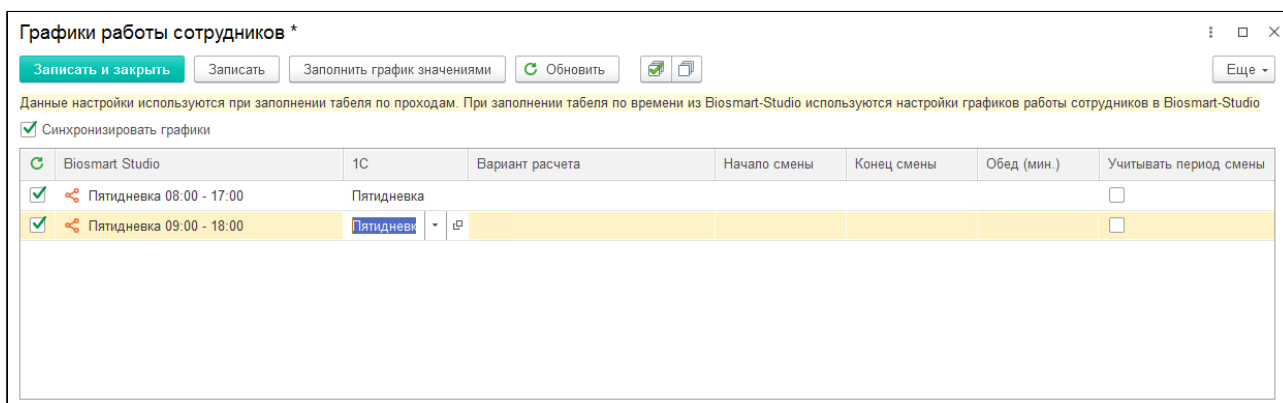 Графики работы сотрудников *
Записать и закрыть Записать Заполнить график значениями Обновить Еще
Данные настройки используются при заполнении табеля по проходам. При заполнении табеля по времени из Biosmart-Studio используются настройки графиков работы сотрудников в Biosmart-Studio
Синхронизировать графики
Biosmart Studio 1С Вариант расчета Начало смены Конец смены Обед (мин.) Учитывать период смены
Пятидневка 08:00 - 17:00 Пятидневка
Пятидневка 09:00 - 18:00 Пятидневк